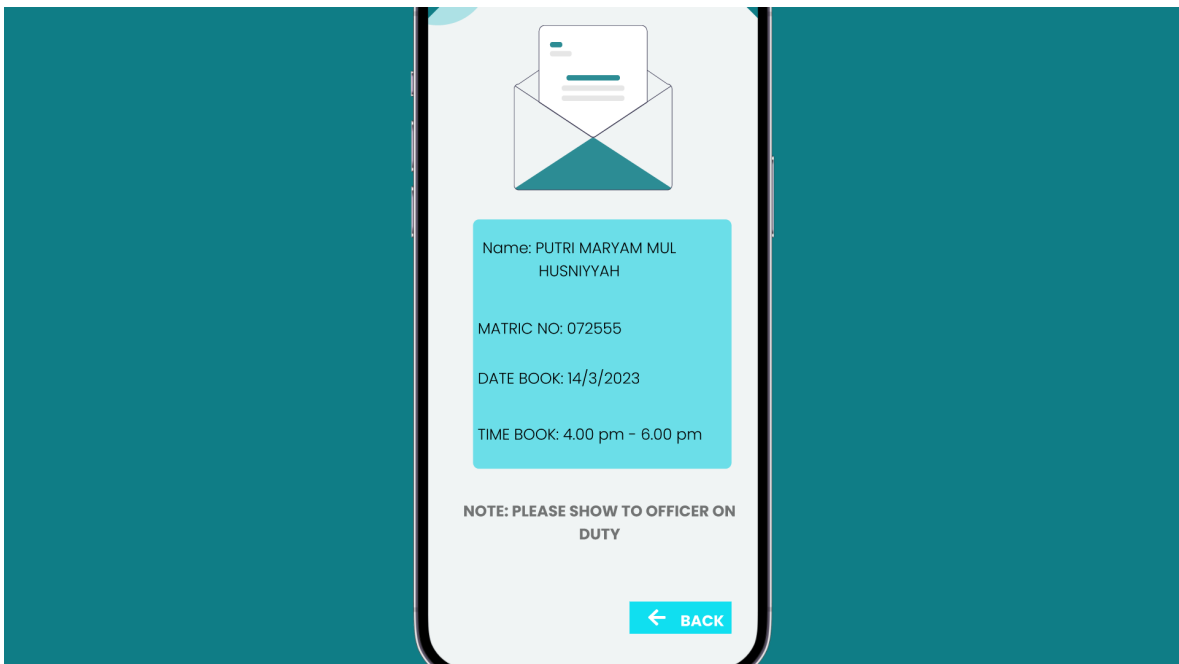 Name: PUTRI MARYAM MUL
HUSNIYYAH
MATRIC NO: 072555
DATE BOOK: 14/3/2023
TIME BOOK: 4.00 pm - 6.00 pm
NOTE: PLEASE SHOW TO OFFICER ON
DUTY
BACK